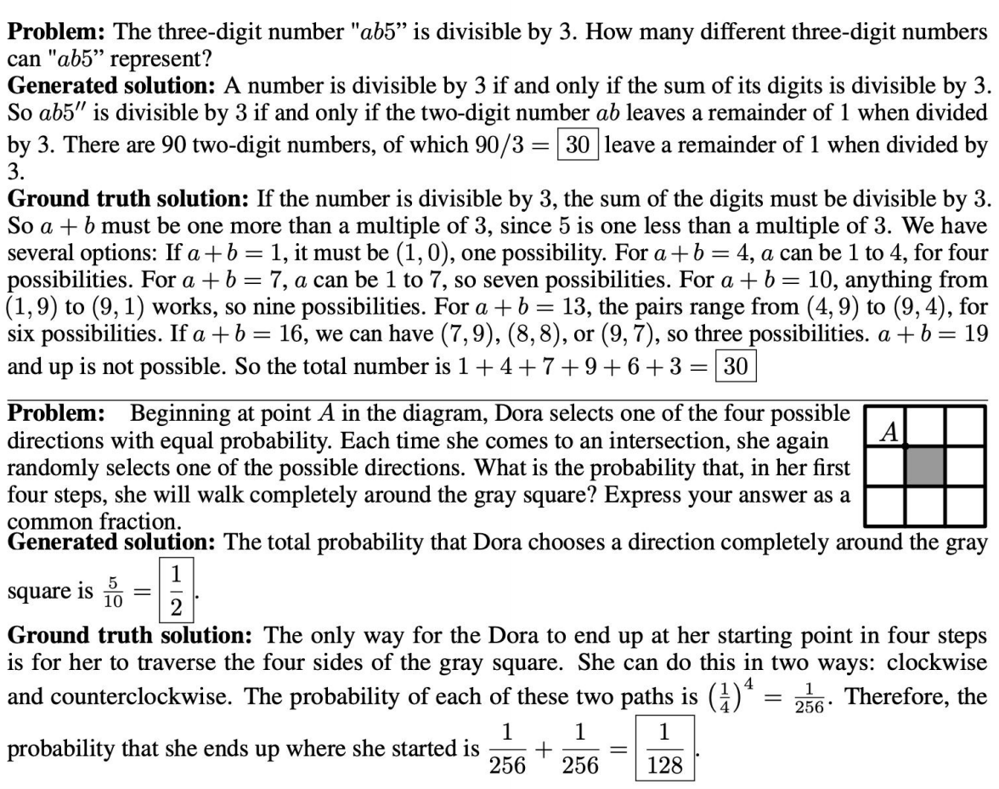 Problem: The three-digit number "ab5” is divisible by 3. How many different three-digit numbers
can "ab5” represent?
Generated solution: A number is divisible by 3 if and only if the sum of its digits is divisible by 3.
So ab5″ is divisible by 3 if and only if the two-digit number ab leaves a remainder of 1 when divided
by 3. There are 90 two-digit numbers, of which 90/3 = 30 leave a remainder of 1 when divided by
3.
Ground truth solution: If the number is divisible by 3, the sum of the digits must be divisible by 3.
So a + b must be one more than a multiple of 3, since 5 is one less than a multiple of 3. We have
several options: If a + b = 1, it must be (1, 0), one possibility. For a + b = 4, a can be 1 to 4, for four
possibilities. For a + b = 7, a can be 1 to 7, so seven possibilities. For a + b = 10, anything from
(1, 9) to (9, 1) works, so nine possibilities. For a + b = 13, the pairs range from (4, 9) to (9, 4), for
six possibilities. If a + b = 16, we can have (7, 9), (8, 8), or (9, 7), so three possibilities. a + b = 19
and up is not possible. So the total number is 1 + 4 + 7 + 9 + 6 + 3 = 30
Problem: Beginning at point A in the diagram, Dora selects one of the four possible
directions with equal probability. Each time she comes to an intersection, she again
randomly selects one of the possible directions. What is the probability that, in her first
four steps, she will walk completely around the gray square? Express your answer as a
common fraction.
A
Generated solution: The total probability that Dora chooses a direction completely around the gray
square is 5/10 = 1/2.
Ground truth solution: The only way for the Dora to end up at her starting point in four steps
is for her to traverse the four sides of the gray square. She can do this in two ways: clockwise
and counterclockwise. The probability of each of these two paths is (1/4)^4 = 1/256. Therefore, the
probability that she ends up where she started is 1/256 + 1/256 = 1/128.